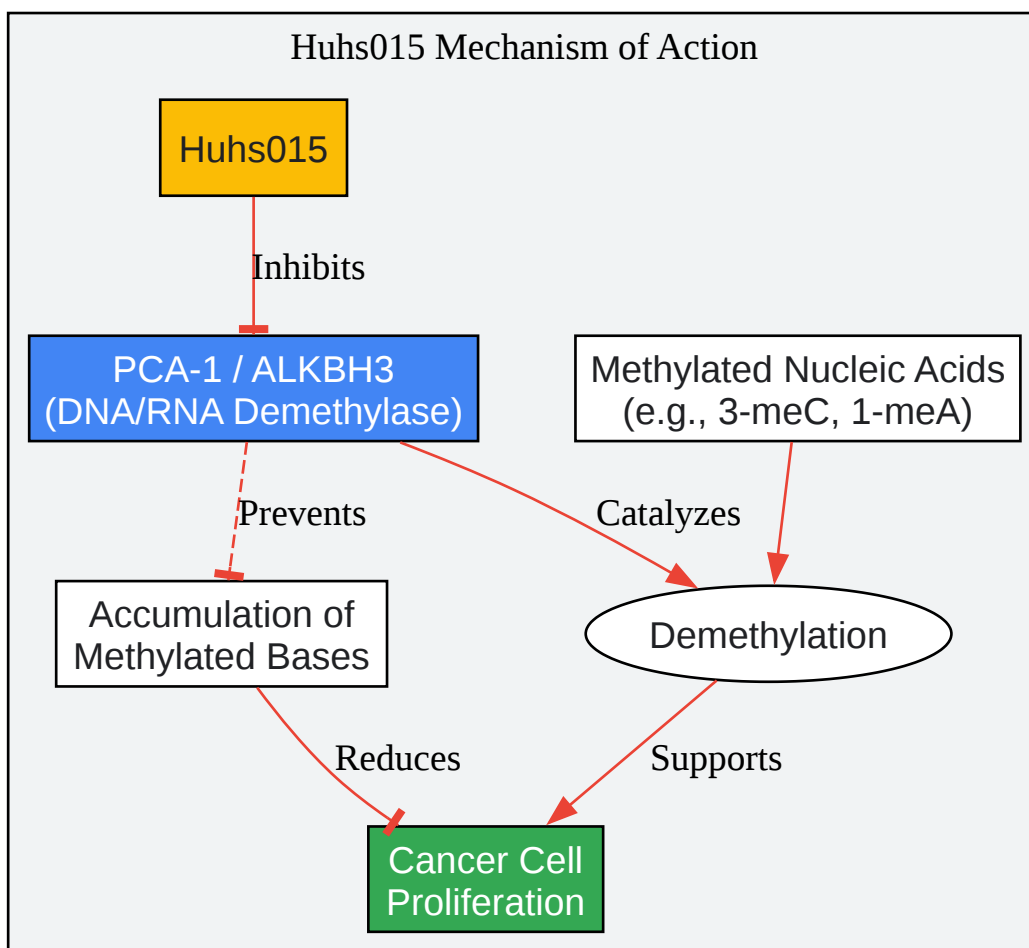 Huhs015 Mechanism of Action
Huhs015
Inhibits
PCA-1 / ALKBH3
(DNA/RNA Demethylase)
Methylated Nucleic Acids
(e.g., 3-meC, 1-meA)
Prevents
Catalyzes
Accumulation of
Methylated Bases
Demethylation
Reduces
Supports
Cancer Cell
Proliferation